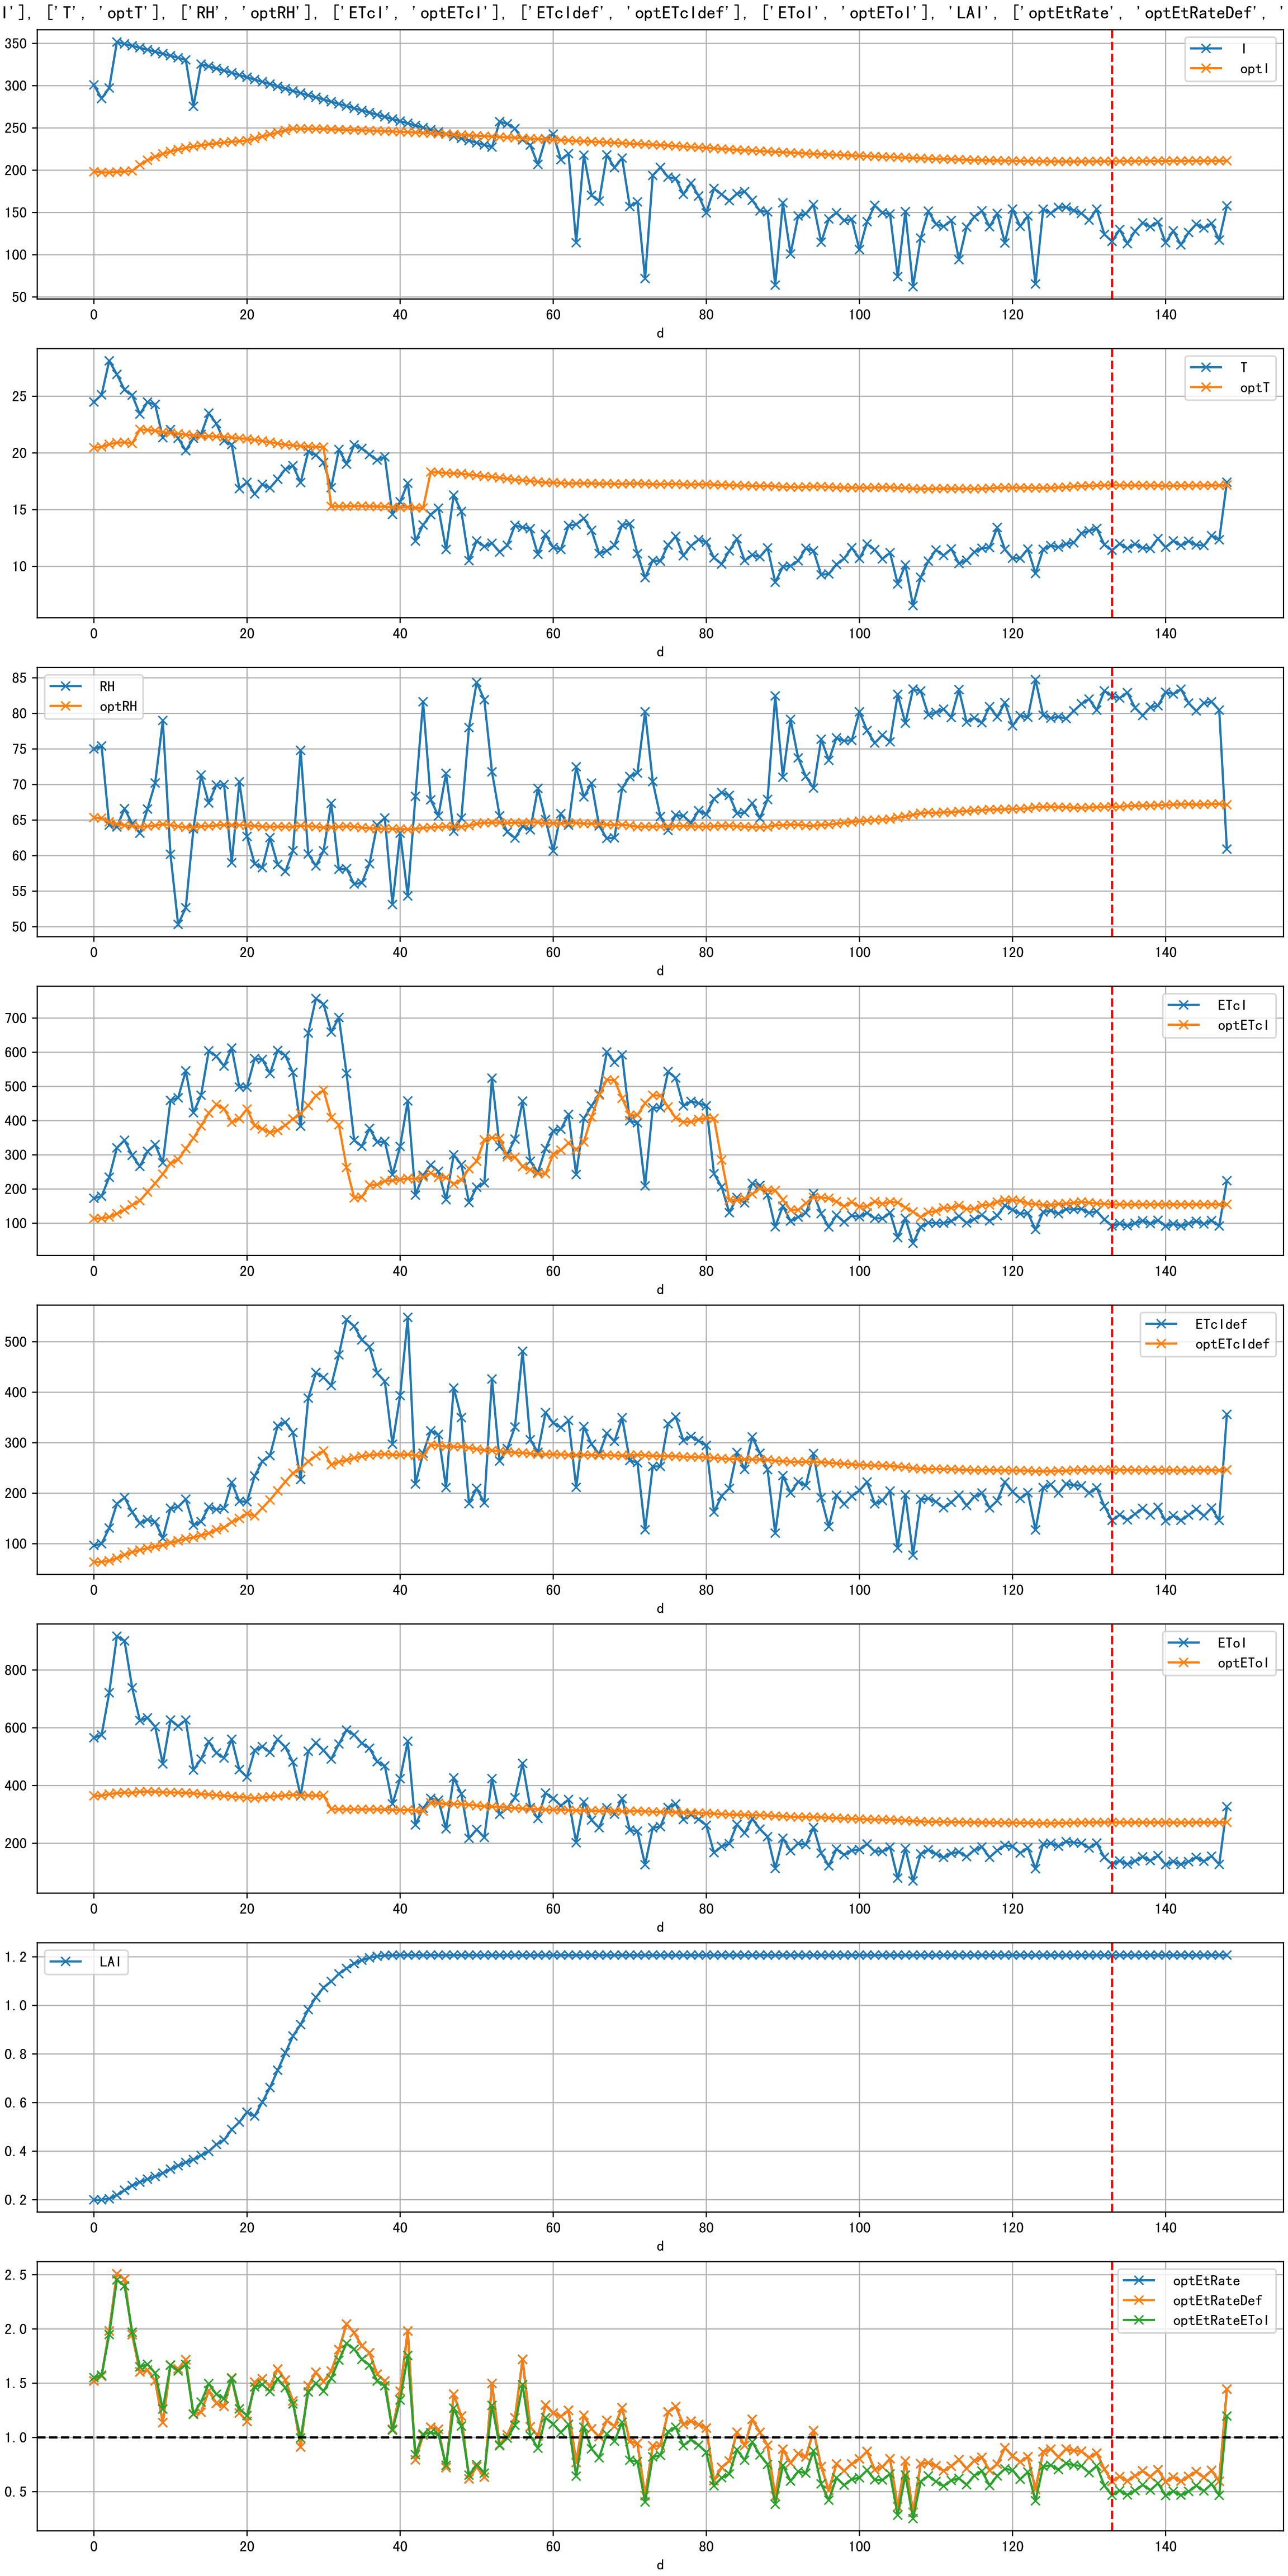 I'], ['T', 'optT'], ['RH', 'optRH'], ['ETcI', 'optETcI'], ['ETcIdef', 'optETcIdef'], ['EToI', 'optEToI'], 'LAI', ['optEtRate', 'optEtRateDef', '
350
300
250
200
150
100
50
I
optI
0 20 40 60 80 100 120 140
d
25
20
15
10
T
optT
0 20 40 60 80 100 120 140
d
85
80
75
70
65
60
55
50
RH
optRH
0 20 40 60 80 100 120 140
d
700
600
500
400
300
200
100
ETcI
optETcI
0 20 40 60 80 100 120 140
d
500
400
300
200
100
ETcIdef
optETcIdef
0 20 40 60 80 100 120 140
d
800
600
400
200
EToI
optEToI
0 20 40 60 80 100 120 140
d
1.2
1.0
0.8
0.6
0.4
0.2
LAI
0 20 40 60 80 100 120 140
d
2.5
2.0
1.5
1.0
0.5
optEtRate
optEtRateDef
optEtRateEToI
0 20 40 60 80 100 120 140
d